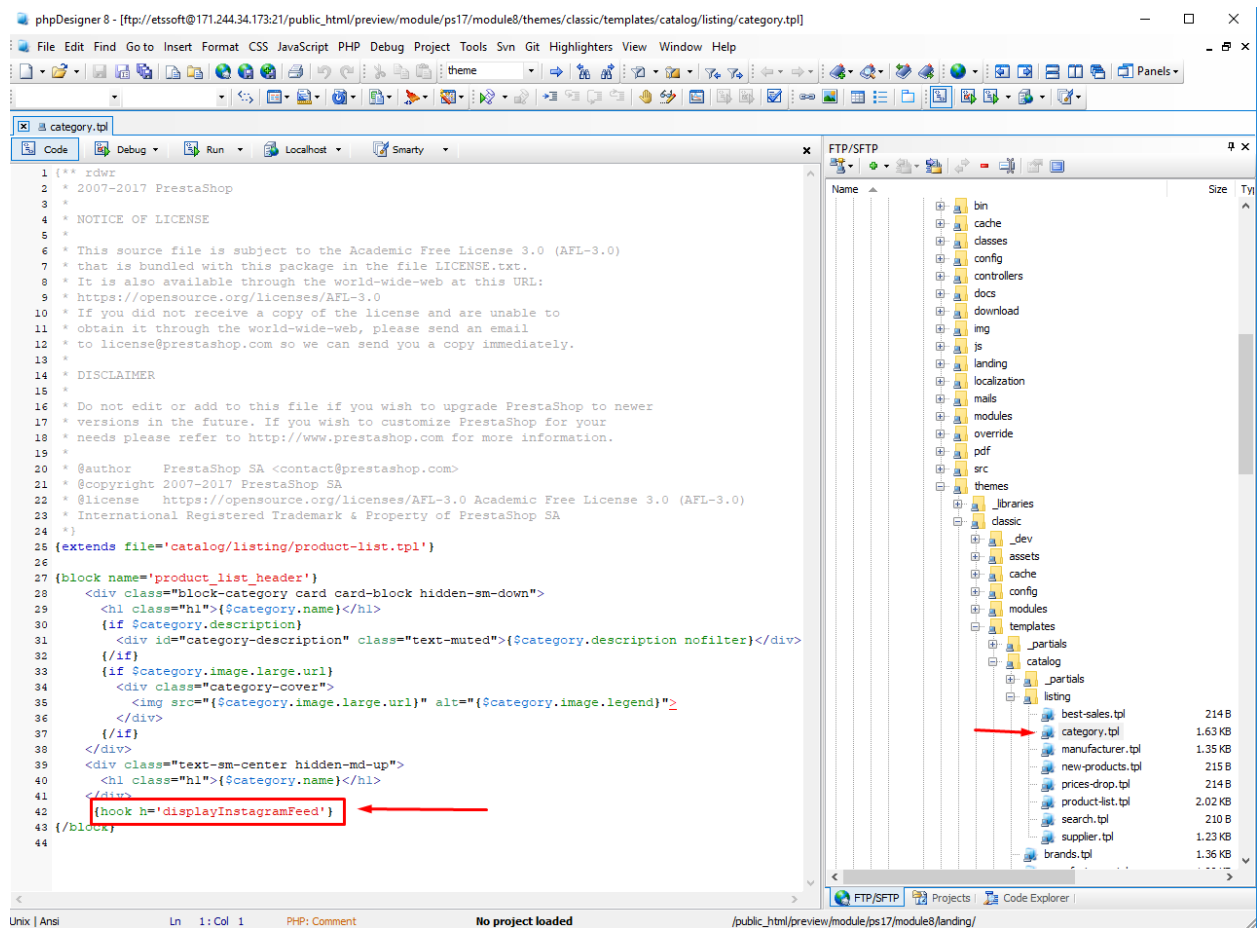 phpDesigner 8 - [ftp://etssoft@171.244.34.173:21/public_html/preview/module/ps17/module8/themes/classic/templates/catalog/listing/category.tpl]
File Edit Find Go to Insert Format CSS JavaScript PHP Debug Project Tools Svn Git Highlighters View Window Help
theme
Panels
category.tpl
Code Debug Run Localhost Smarty
1 {** rdwr
2 * 2007-2017 PrestaShop
3 *
4 * NOTICE OF LICENSE
5 *
6 * This source file is subject to the Academic Free License 3.0 (AFL-3.0)
7 * that is bundled with this package in the file LICENSE.txt.
8 * It is also available through the world-wide-web at this URL:
9 * https://opensource.org/licenses/AFL-3.0
10 * If you did not receive a copy of the license and are unable to
11 * obtain it through the world-wide-web, please send an email
12 * to license@prestashop.com so we can send you a copy immediately.
13 *
14 * DISCLAIMER
15 *
16 * Do not edit or add to this file if you wish to upgrade PrestaShop to newer
17 * versions in the future. If you wish to customize PrestaShop for your
18 * needs please refer to http://www.prestashop.com for more information.
19 *
20 * @author PrestaShop SA <contact@prestashop.com>
21 * @copyright 2007-2017 PrestaShop SA
22 * @license https://opensource.org/licenses/AFL-3.0 Academic Free License 3.0 (AFL-3.0)
23 * International Registered Trademark & Property of PrestaShop SA
24 *}
25 {extends file='catalog/listing/product-list.tpl'}
26
27 {block name='product_list_header'}
28 <div class="block-category card card-block hidden-sm-down">
29 <h1 class="h1">{$category.name}</h1>
30 {if $category.description}
31 <div id="category-description" class="text-muted">{$category.description nofilter}</div>
32 {/if}
33 {if $category.image.large.url}
34 <div class="category-cover">
35 <img src="{$category.image.large.url}" alt="{$category.image.legend}">
36 </div>
37 {/if}
38 </div>
39 <div class="text-sm-center hidden-md-up">
40 <h1 class="h1">{$category.name}</h1>
41 </div>
42 {hook h='displayInstagramFeed'}
43 {/block}
44
FTP/SFTP
Name Size Ty
bin
cache
classes
config
controllers
docs
download
img
js
landing
localization
mails
modules
override
pdf
src
themes
_libraries
classic
_dev
assets
cache
config
modules
templates
_partials
catalog
_partials
listing
best-sales.tpl 214 B
category.tpl 1.63 KB
manufacturer.tpl 1.35 KB
new-products.tpl 215 B
prices-drop.tpl 214 B
product-list.tpl 2.02 KB
search.tpl 210 B
supplier.tpl 1.23 KB
brands.tpl 1.36 KB
FTP/SFTP Projects Code Explorer
Unix | Ansi Ln 1 : Col 1 PHP: Comment No project loaded /public_html/preview/module/ps17/module8/landing/